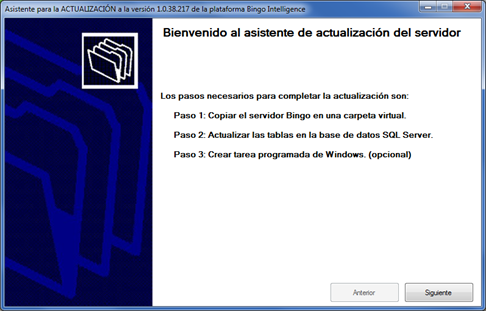 Asistente para la ACTUALIZACIÓN a la versión 1.0.38.217 de la plataforma Bingo Intelligence
Bienvenido al asistente de actualización del servidor
Los pasos necesarios para completar la actualización son:
Paso 1: Copiar el servidor Bingo en una carpeta virtual.
Paso 2: Actualizar las tablas en la base de datos SQL Server.
Paso 3: Crear tarea programada de Windows. (opcional)
Anterior
Siguiente